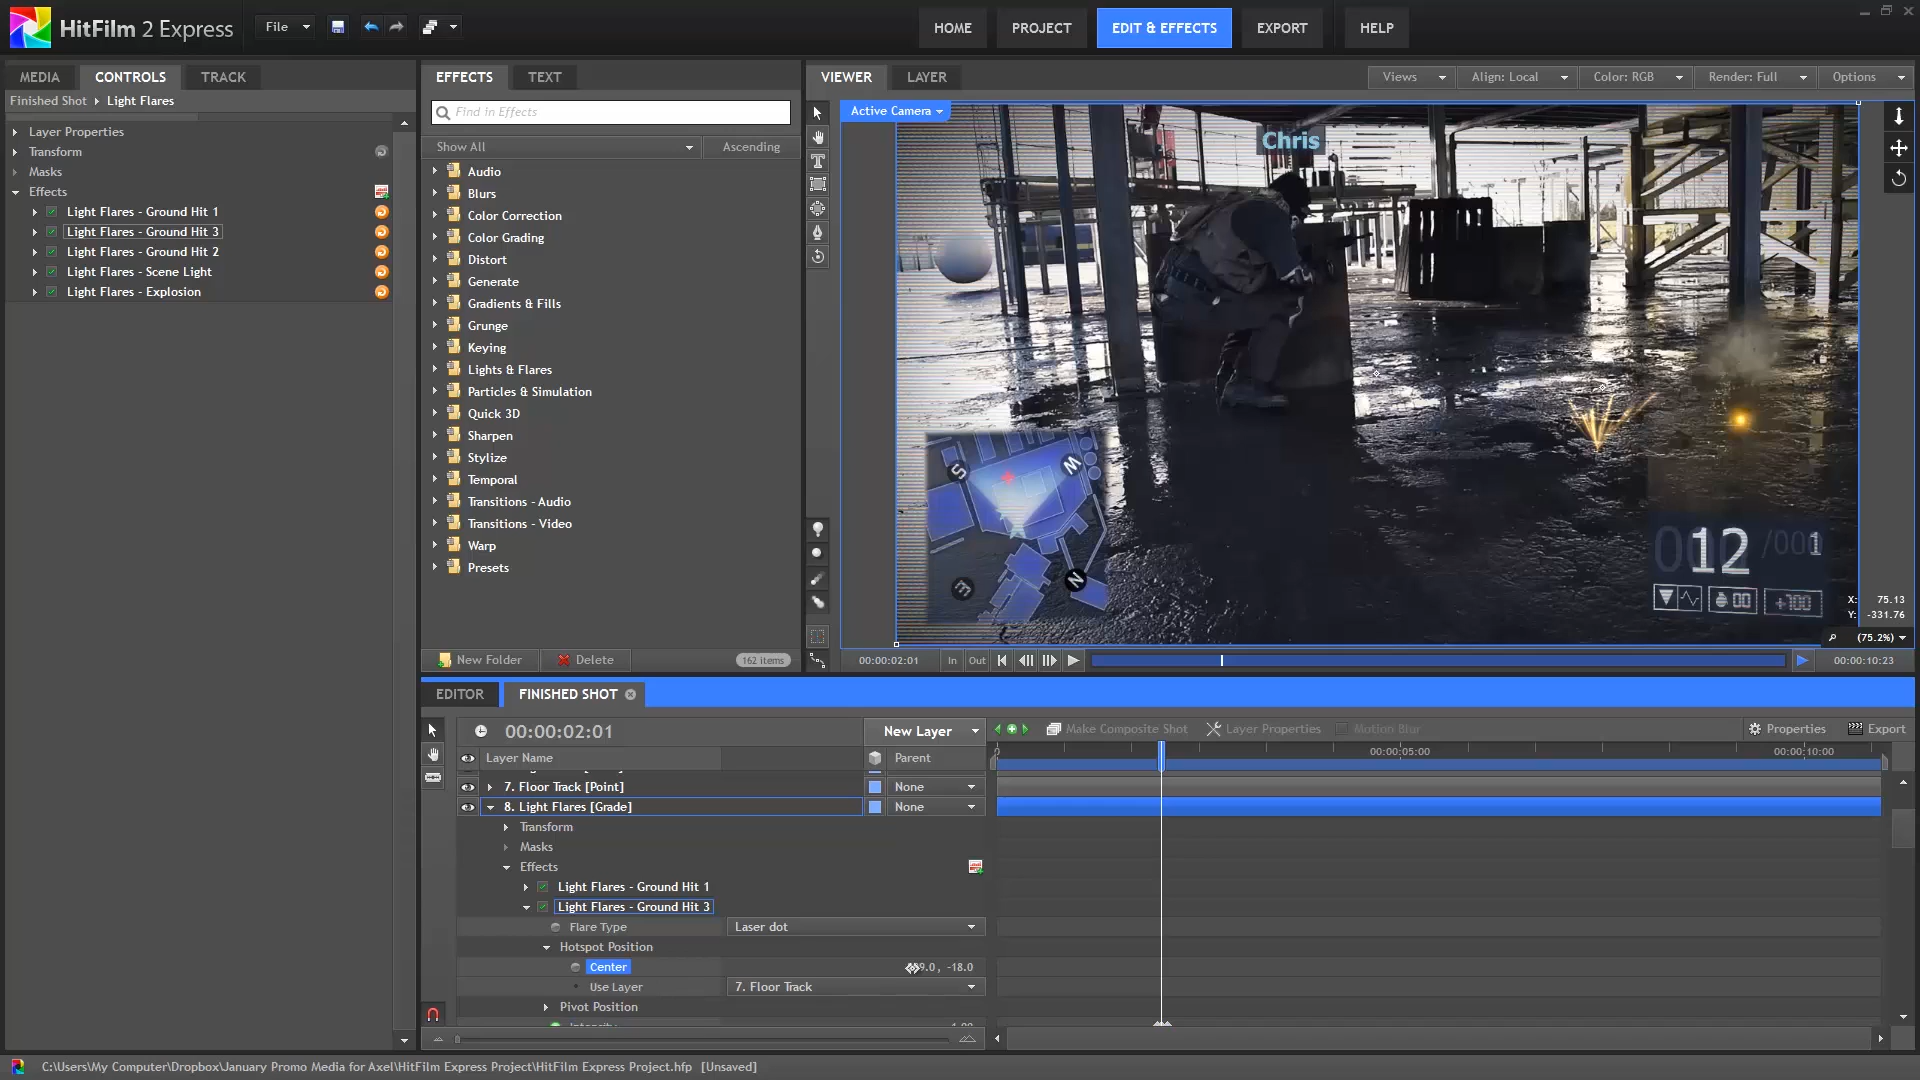 HitFilm 2 Express
File
HOME
PROJECT
EDIT & EFFECTS
EXPORT
HELP
MEDIA
CONTROLS
TRACK
Finished Shot
Light Flares
Layer Properties
Transform
Masks
Effects
Light Flares - Ground Hit 1
Light Flares - Ground Hit 3
Light Flares - Ground Hit 2
Light Flares - Scene Light
Light Flares - Explosion
EFFECTS
TEXT
Find in Effects
Show All
Ascending
Audio
Blurs
Color Correction
Color Grading
Distort
Generate
Gradients & Fills
Grunge
Keying
Lights & Flares
Particles & Simulation
Quick 3D
Sharpen
Stylize
Temporal
Transitions - Audio
Transitions - Video
Warp
Presets
New Folder
Delete
162 items
VIEWER
LAYER
Views
Align: Local
Color: RGB
Render: Full
Options
Active Camera
Chris
S
W
E
N
12
/000
1
00
+100
X: 75.13
Y: -331.76
(75.2%)
00:00:02:01
In
Out
00:00:10:23
EDITOR
FINISHED SHOT
00:00:02:01
New Layer
Make Composite Shot
Layer Properties
Motion Blur
Properties
Export
Layer Name
Parent
0
00:00:05:00
00:00:10:00
7. Floor Track [Point]
None
8. Light Flares [Grade]
None
Transform
Masks
Effects
Light Flares - Ground Hit 1
Light Flares - Ground Hit 3
Flare Type
Laser dot
Hotspot Position
Center
9.0, -18.0
Use Layer
7. Floor Track
Pivot Position
C:\Users\My Computer\Dropbox\January Promo Media for Axel\HitFilm Express Project\HitFilm Express Project.hfp [Unsaved]